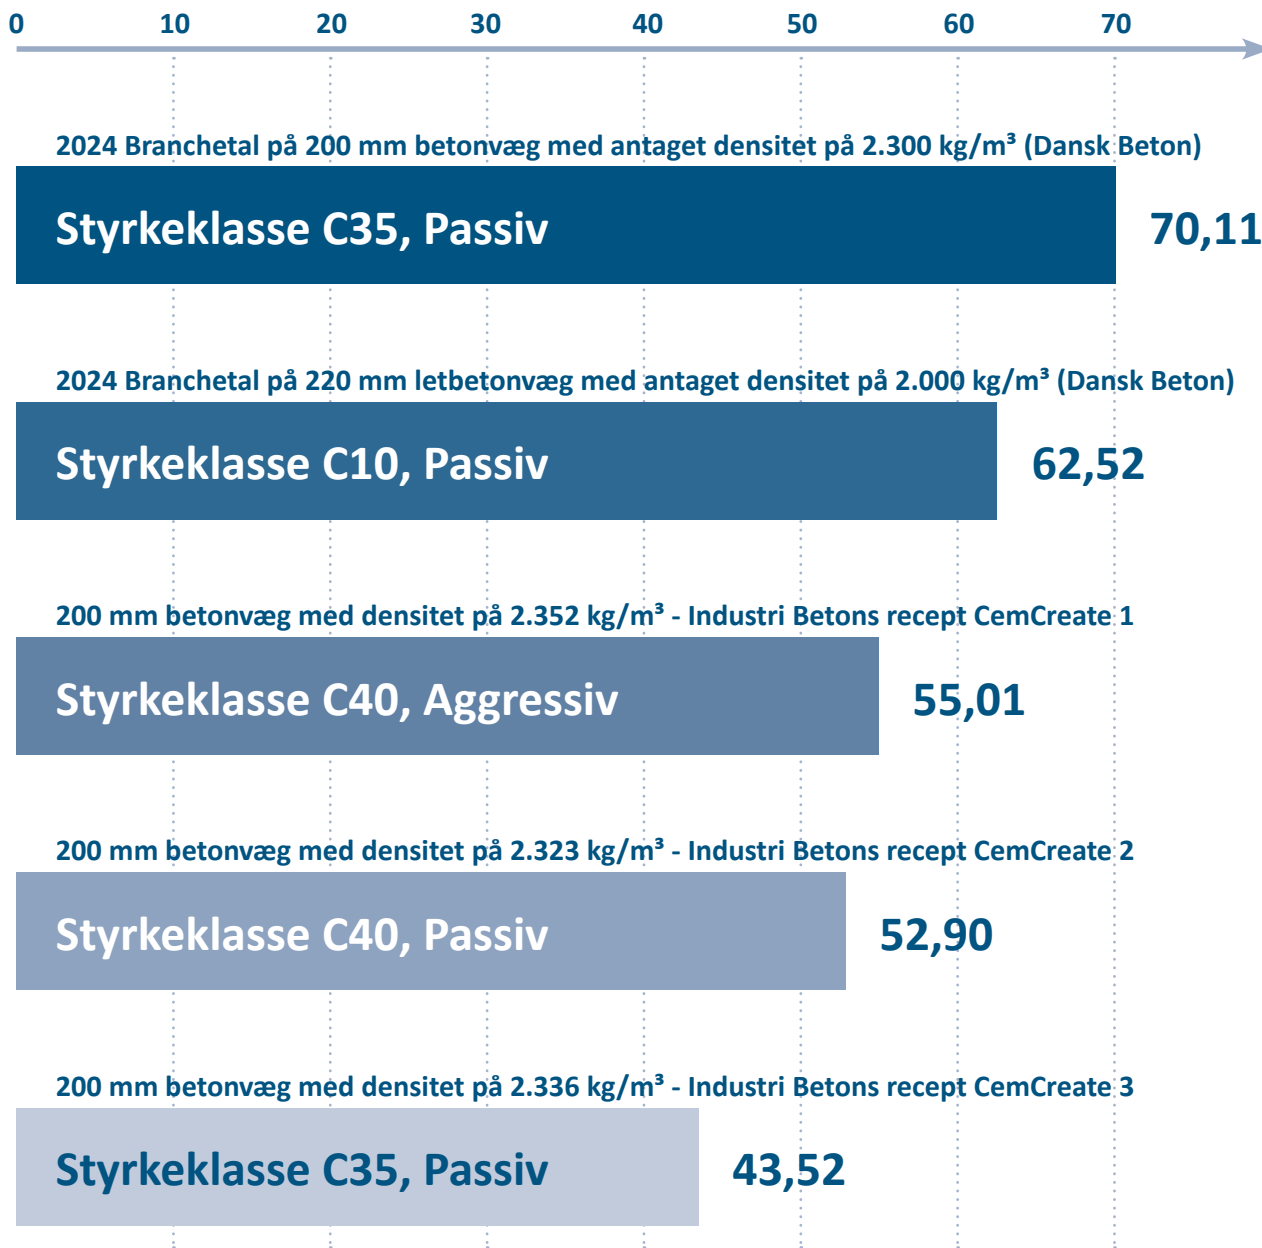 0 10 20 30 40 50 60 70
2024 Branchetal på 200 mm betonvæg med antaget densitet på 2.300 kg/m³ (Dansk Beton)
Styrkeklasse C35, Passiv 70,11
2024 Branchetal på 220 mm letbetonvæg med antaget densitet på 2.000 kg/m³ (Dansk Beton)
Styrkeklasse C10, Passiv 62,52
200 mm betonvæg med densitet på 2.352 kg/m³ - Industri Betons recept CemCreate 1
Styrkeklasse C40, Aggressiv 55,01
200 mm betonvæg med densitet på 2.323 kg/m³ - Industri Betons recept CemCreate 2
Styrkeklasse C40, Passiv 52,90
200 mm betonvæg med densitet på 2.336 kg/m³ - Industri Betons recept CemCreate 3
Styrkeklasse C35, Passiv 43,52